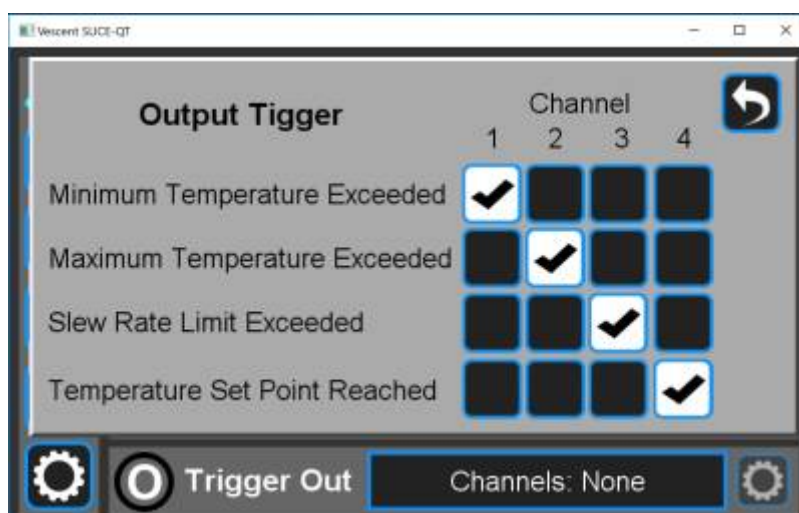 Vescent SLICE-QT
Output Tigger
Channel
1 2 3 4
Minimum Temperature Exceeded
Maximum Temperature Exceeded
Slew Rate Limit Exceeded
Temperature Set Point Reached
O Trigger Out Channels: None